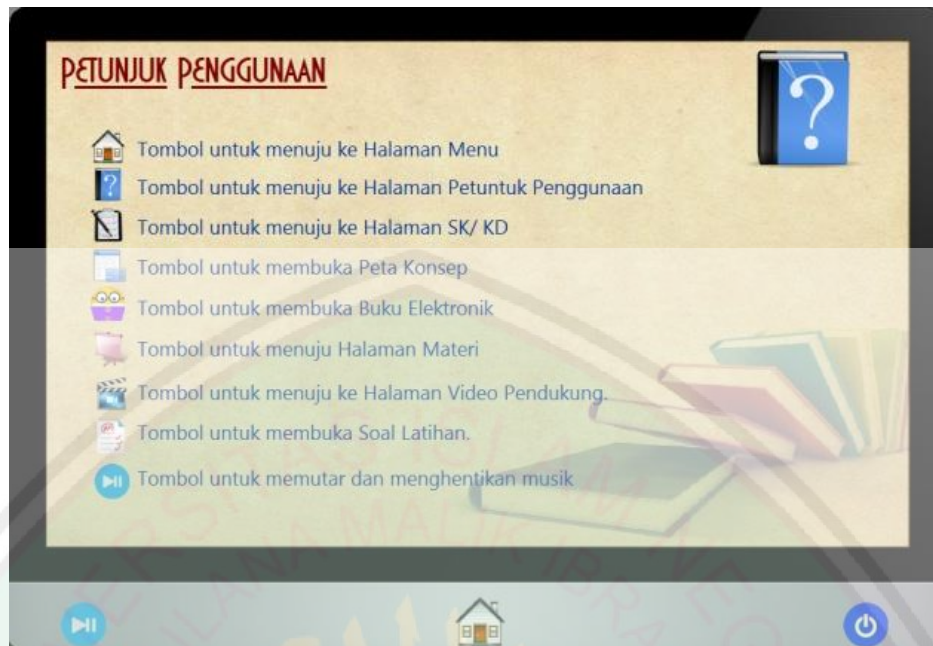 PETUNJUK PENGGUNAAN
?
Tombol untuk menuju ke Halaman Menu
? Tombol untuk menuju ke Halaman Petuntuk Penggunaan
Tombol untuk menuju ke Halaman SK/ KD
Tombol untuk membuka Peta Konsep
Tombol untuk membuka Buku Elektronik
Tombol untuk menuju Halaman Materi
Tombol untuk menuju ke Halaman Video Pendukung.
Tombol untuk membuka Soal Latihan.
Tombol untuk memutar dan menghentikan musik